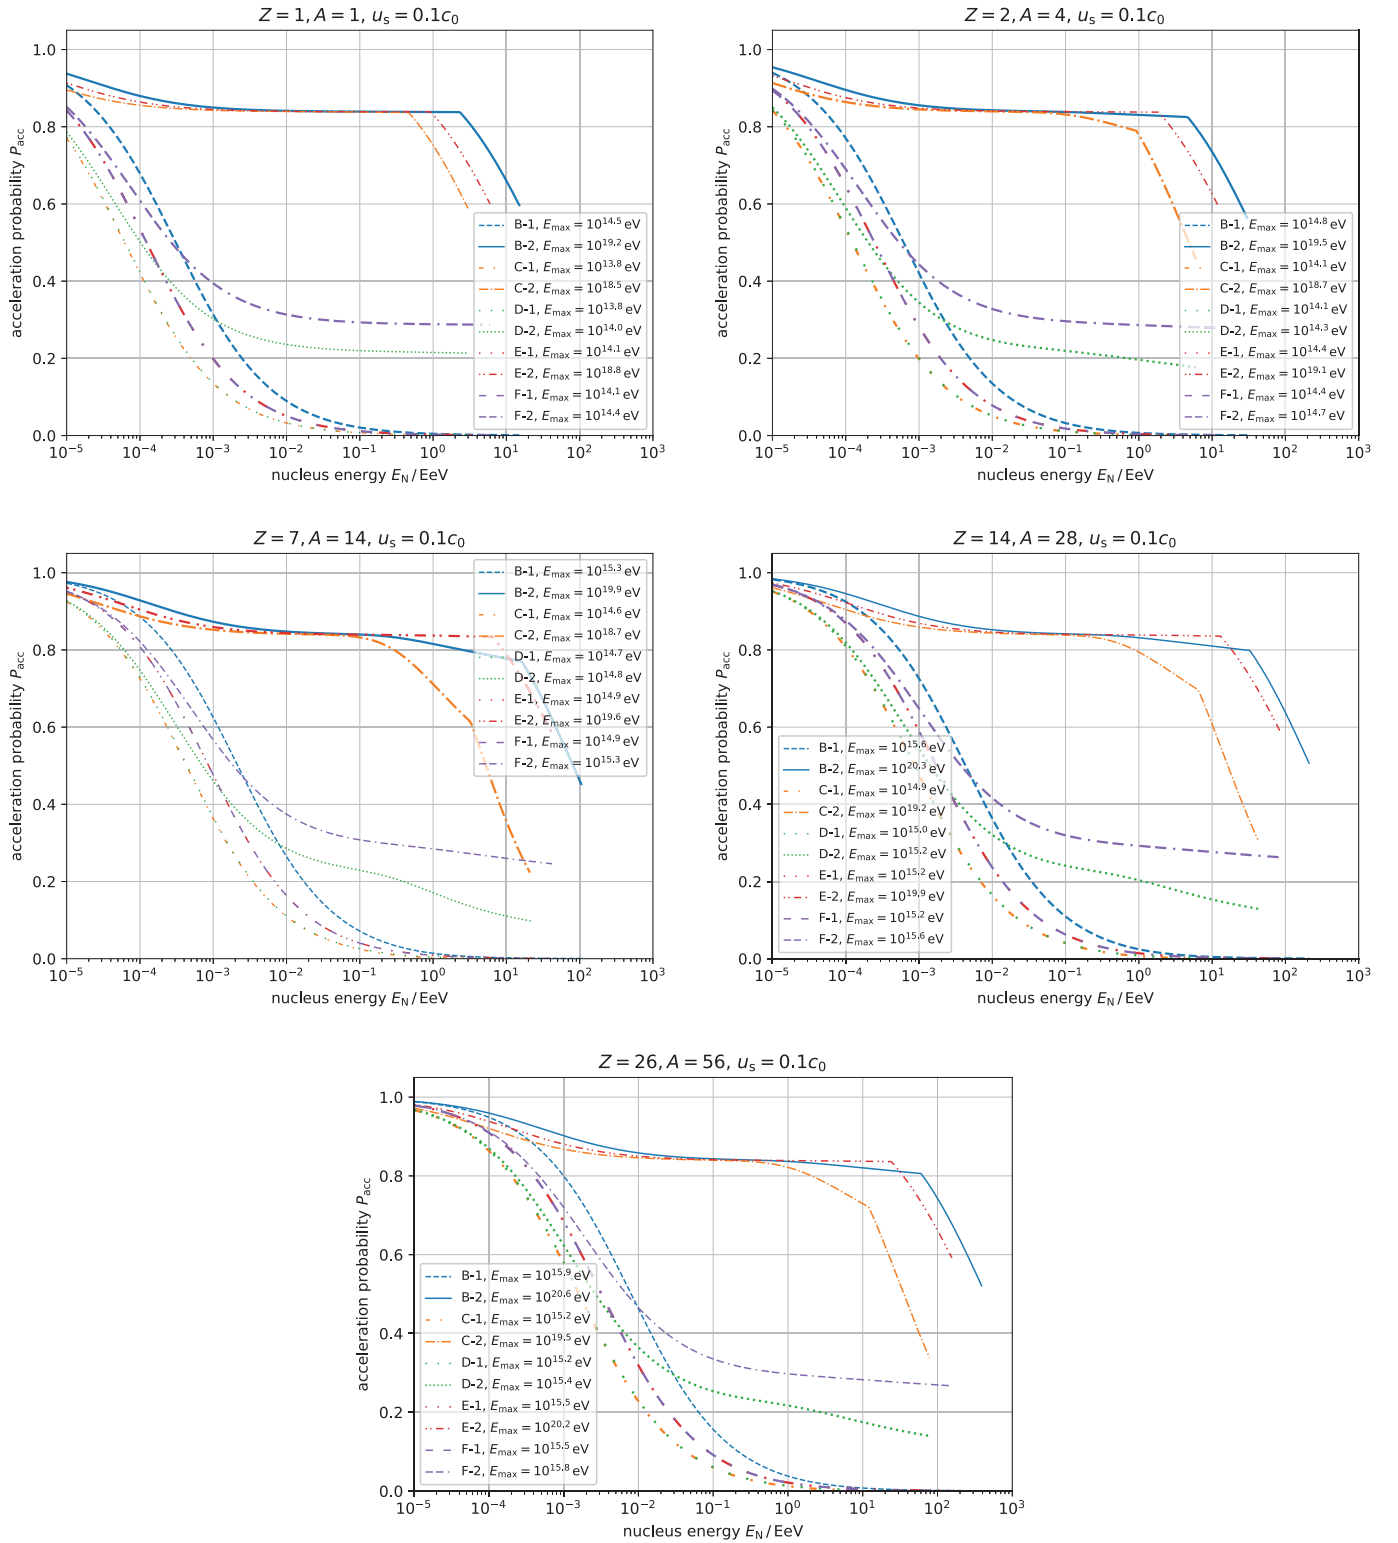 Z = 1, A = 1, u_s = 0.1c_0
acceleration probability P_acc
1.0
0.8
0.6
0.4
0.2
0.0
B-1, E_max = 10^14.5 eV
B-2, E_max = 10^19.2 eV
C-1, E_max = 10^13.8 eV
C-2, E_max = 10^18.5 eV
D-1, E_max = 10^13.8 eV
D-2, E_max = 10^14.0 eV
E-1, E_max = 10^14.1 eV
E-2, E_max = 10^18.8 eV
F-1, E_max = 10^14.1 eV
F-2, E_max = 10^14.4 eV
10^−5 10^−4 10^−3 10^−2 10^−1 10^0 10^1 10^2 10^3
nucleus energy E_N / EeV
Z = 2, A = 4, u_s = 0.1c_0
acceleration probability P_acc
1.0
0.8
0.6
0.4
0.2
0.0
B-1, E_max = 10^14.8 eV
B-2, E_max = 10^19.5 eV
C-1, E_max = 10^14.1 eV
C-2, E_max = 10^18.7 eV
D-1, E_max = 10^14.1 eV
D-2, E_max = 10^14.3 eV
E-1, E_max = 10^14.4 eV
E-2, E_max = 10^19.1 eV
F-1, E_max = 10^14.4 eV
F-2, E_max = 10^14.7 eV
10^−5 10^−4 10^−3 10^−2 10^−1 10^0 10^1 10^2 10^3
nucleus energy E_N / EeV
Z = 7, A = 14, u_s = 0.1c_0
acceleration probability P_acc
1.0
0.8
0.6
0.4
0.2
0.0
B-1, E_max = 10^15.3 eV
B-2, E_max = 10^19.9 eV
C-1, E_max = 10^14.6 eV
C-2, E_max = 10^18.7 eV
D-1, E_max = 10^14.7 eV
D-2, E_max = 10^14.8 eV
E-1, E_max = 10^14.9 eV
E-2, E_max = 10^19.6 eV
F-1, E_max = 10^14.9 eV
F-2, E_max = 10^15.3 eV
10^−5 10^−4 10^−3 10^−2 10^−1 10^0 10^1 10^2 10^3
nucleus energy E_N / EeV
Z = 14, A = 28, u_s = 0.1c_0
acceleration probability P_acc
1.0
0.8
0.6
0.4
0.2
0.0
B-1, E_max = 10^15.6 eV
B-2, E_max = 10^20.3 eV
C-1, E_max = 10^14.9 eV
C-2, E_max = 10^19.2 eV
D-1, E_max = 10^15.0 eV
D-2, E_max = 10^15.2 eV
E-1, E_max = 10^15.2 eV
E-2, E_max = 10^19.9 eV
F-1, E_max = 10^15.2 eV
F-2, E_max = 10^15.6 eV
10^−5 10^−4 10^−3 10^−2 10^−1 10^0 10^1 10^2 10^3
nucleus energy E_N / EeV
Z = 26, A = 56, u_s = 0.1c_0
acceleration probability P_acc
1.0
0.8
0.6
0.4
0.2
0.0
B-1, E_max = 10^15.9 eV
B-2, E_max = 10^20.6 eV
C-1, E_max = 10^15.2 eV
C-2, E_max = 10^19.5 eV
D-1, E_max = 10^15.2 eV
D-2, E_max = 10^15.4 eV
E-1, E_max = 10^15.5 eV
E-2, E_max = 10^20.2 eV
F-1, E_max = 10^15.5 eV
F-2, E_max = 10^15.8 eV
10^−5 10^−4 10^−3 10^−2 10^−1 10^0 10^1 10^2 10^3
nucleus energy E_N / EeV